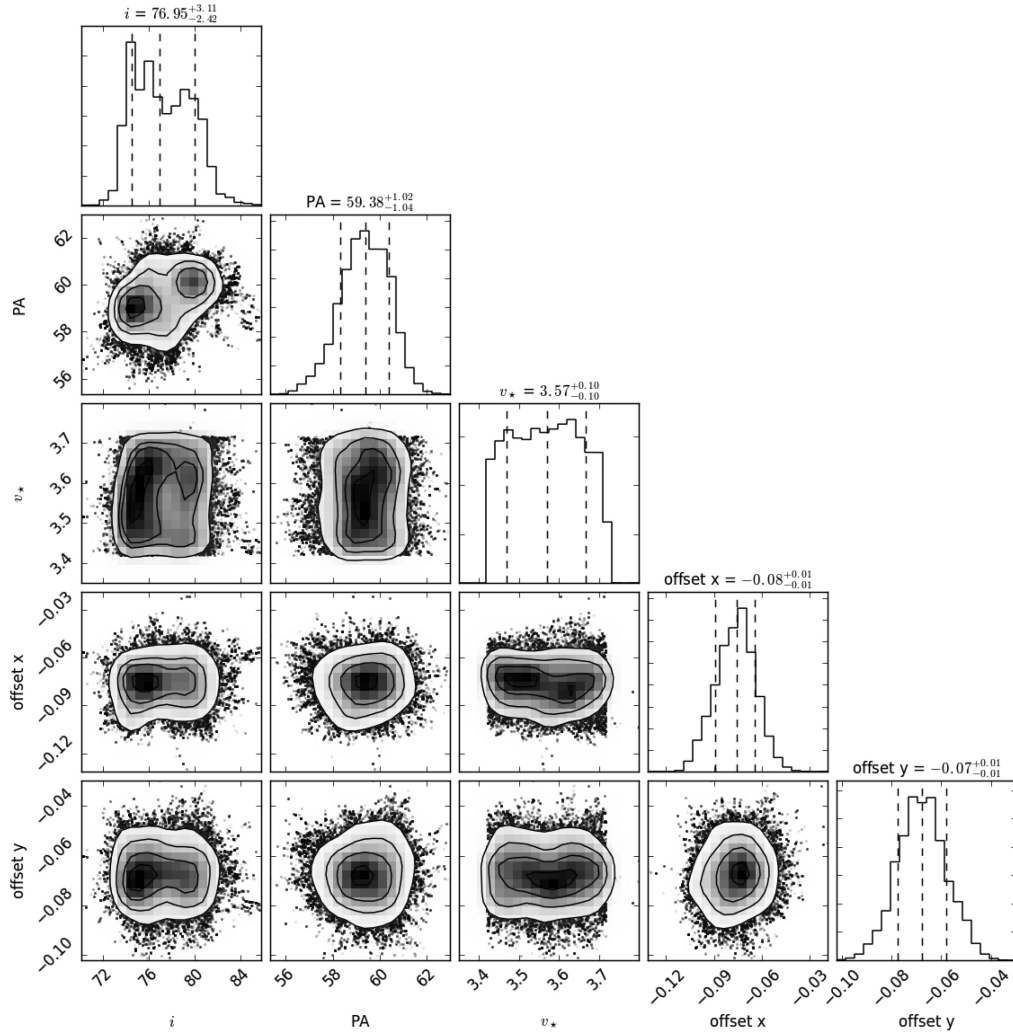 i = 76.95^{+3.11}_{-2.42}
PA = 59.38^{+1.02}_{-1.04}
62
60
58
56
PA
v⋆ = 3.57^{+0.10}_{-0.10}
3.7
3.6
3.5
3.4
v⋆
offset x = −0.08^{+0.01}_{-0.01}
−0.03
−0.06
−0.09
−0.12
offset x
offset y = −0.07^{+0.01}_{-0.01}
−0.04
−0.06
−0.08
−0.10
offset y
72 76 80 84
56 58 60 62
3.4 3.5 3.6 3.7
−0.12 −0.09 −0.06 −0.03
−0.10 −0.08 −0.06 −0.04
i PA v⋆ offset x offset y